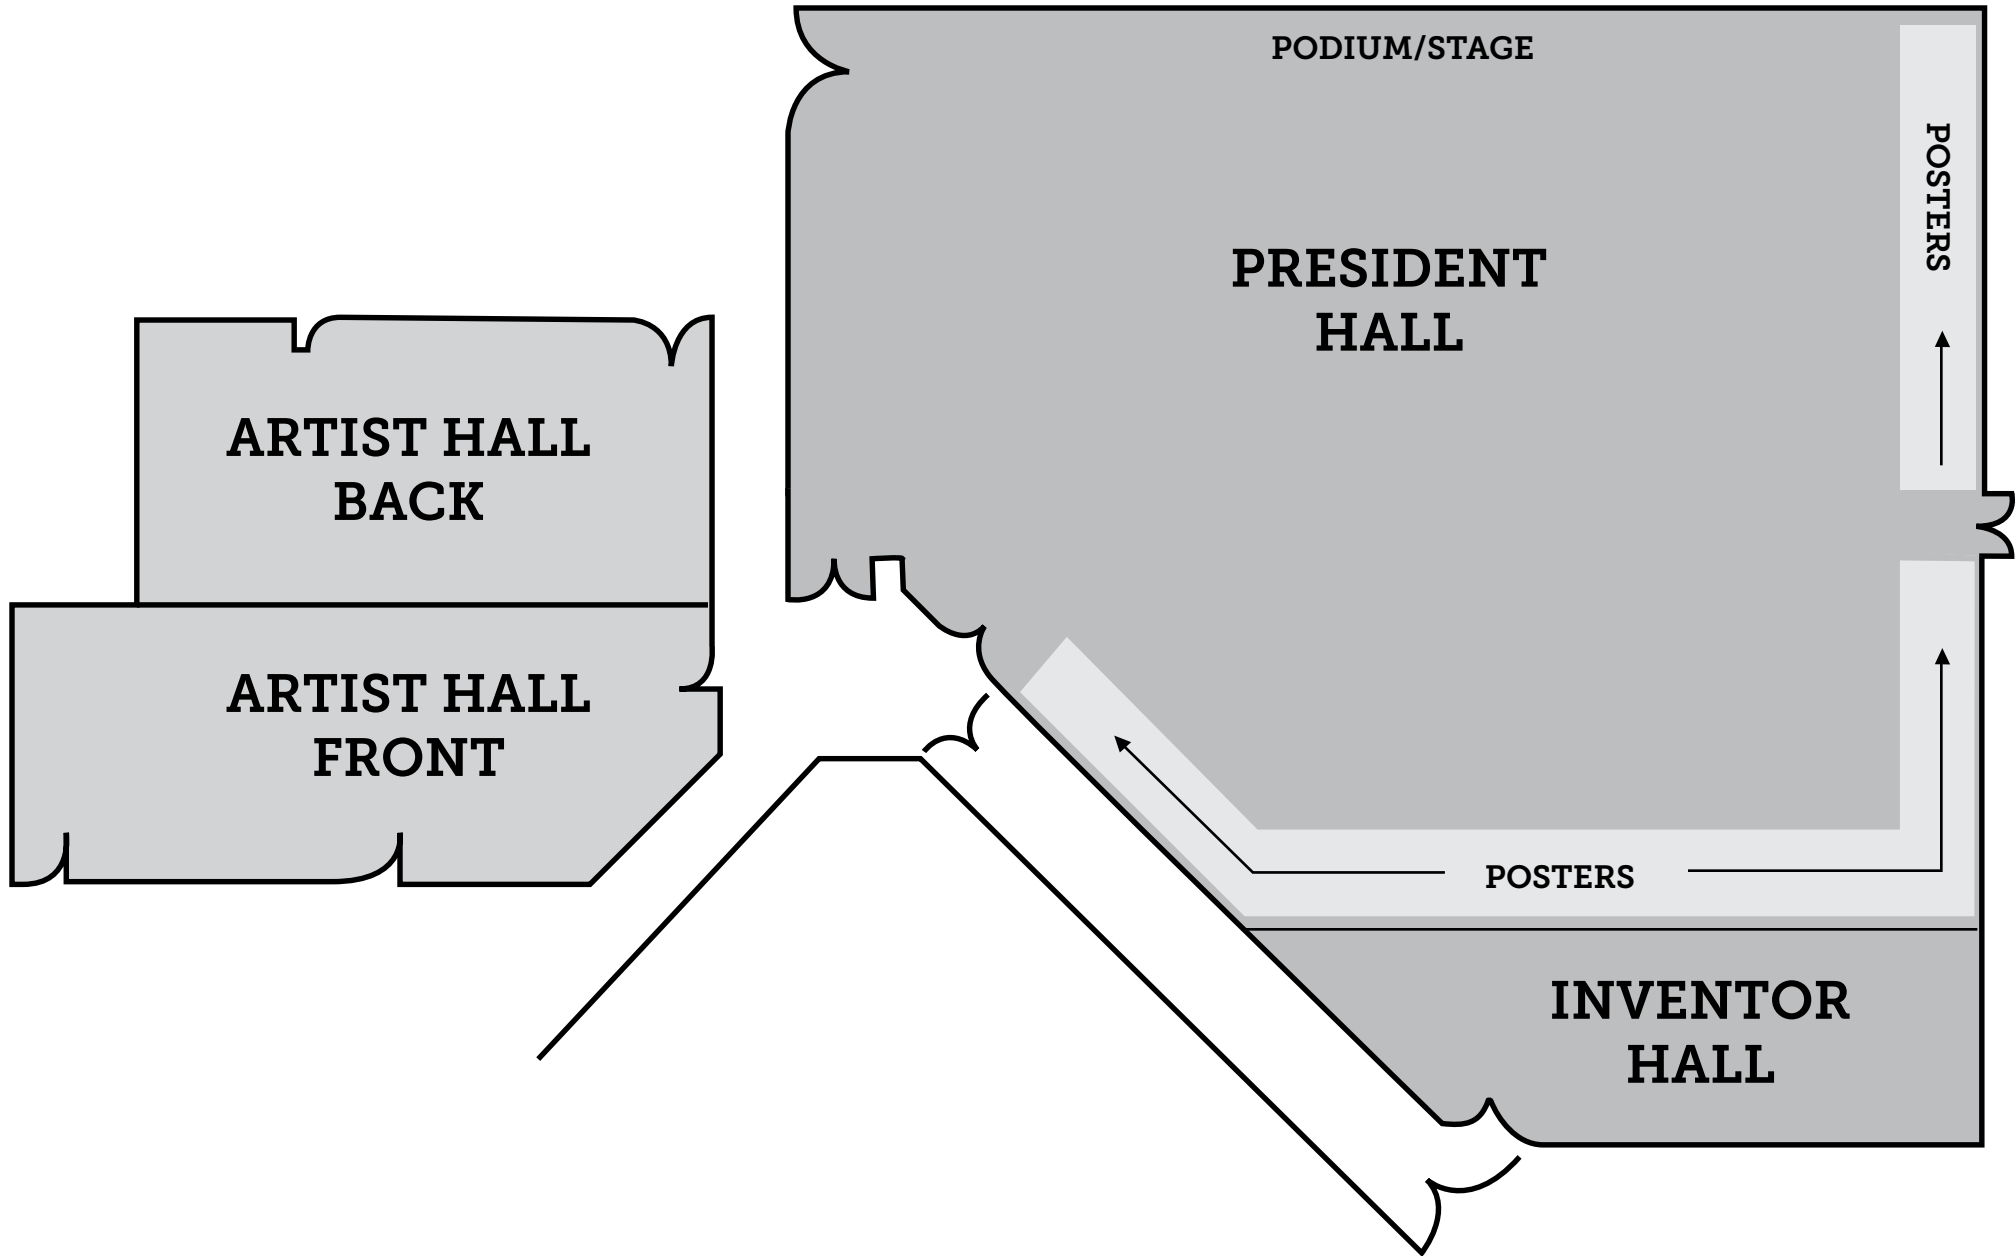 PODIUM/STAGE
POSTERS
PRESIDENT
HALL
ARTIST HALL
BACK
ARTIST HALL
FRONT
POSTERS
INVENTOR
HALL